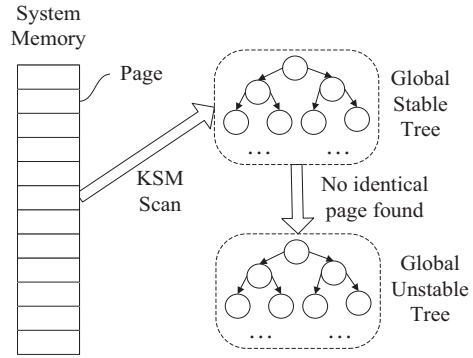 System
Memory
Page
KSM
Scan
Global
Stable
Tree
...
...
No identical
page found
Global
Unstable
Tree
...
...